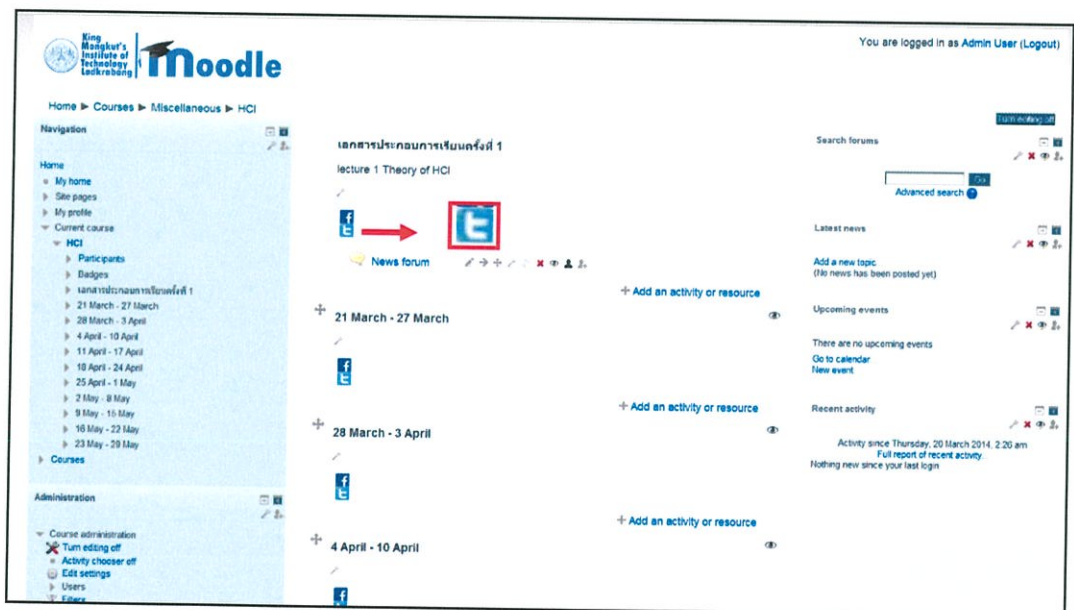 King
Mongkut's
Institute of
Technology
Ladkrabang
moodle
You are logged in as Admin User (Logout)
Home ► Courses ► Miscellaneous ► HCI
Turn editing off
Navigation
Home
My home
Site pages
My profile
Current course
HCI
Participants
Badges
เอกสารประกอบการเรียนครั้งที่ 1
21 March - 27 March
28 March - 3 April
4 April - 10 April
11 April - 17 April
18 April - 24 April
25 April - 1 May
2 May - 8 May
9 May - 15 May
16 May - 22 May
23 May - 29 May
Courses
Administration
Course administration
Turn editing off
Activity chooser off
Edit settings
Users
Filters
เอกสารประกอบการเรียนครั้งที่ 1
lecture 1 Theory of HCI
News forum
+ Add an activity or resource
21 March - 27 March
+ Add an activity or resource
28 March - 3 April
+ Add an activity or resource
4 April - 10 April
Search forums
Go
Advanced search
Latest news
Add a new topic
(No news has been posted yet)
Upcoming events
There are no upcoming events
Go to calendar
New event
Recent activity
Activity since Thursday, 20 March 2014, 2:26 am
Full report of recent activity...
Nothing new since your last login